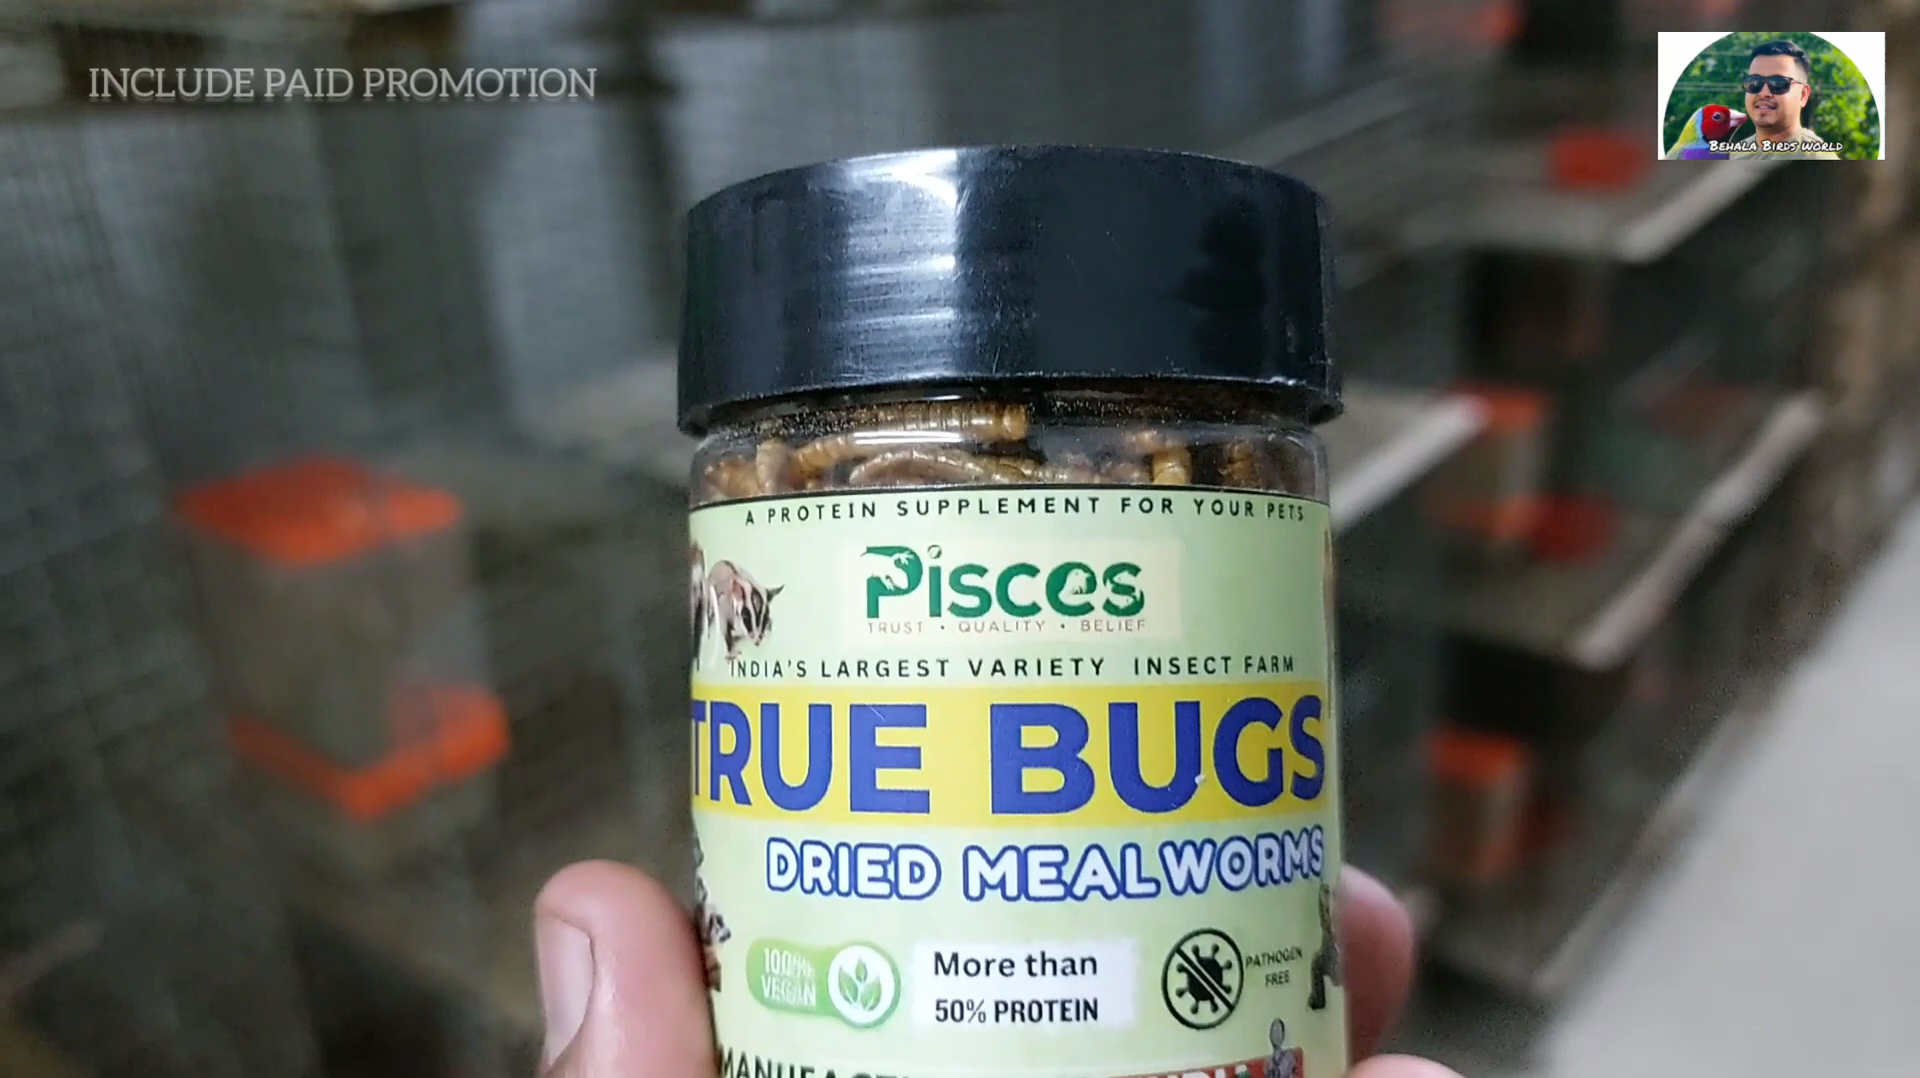 INCLUDE PAID PROMOTION
BEHALA BIRDS WORLD
A PROTEIN SUPPLEMENT FOR YOUR PETS
Pisces
TRUST • QUALITY • BELIEF
INDIA'S LARGEST VARIETY INSECT FARM
TRUE BUGS
DRIED MEALWORMS
100% VEGAN
More than
50% PROTEIN
PATHOGEN
FREE